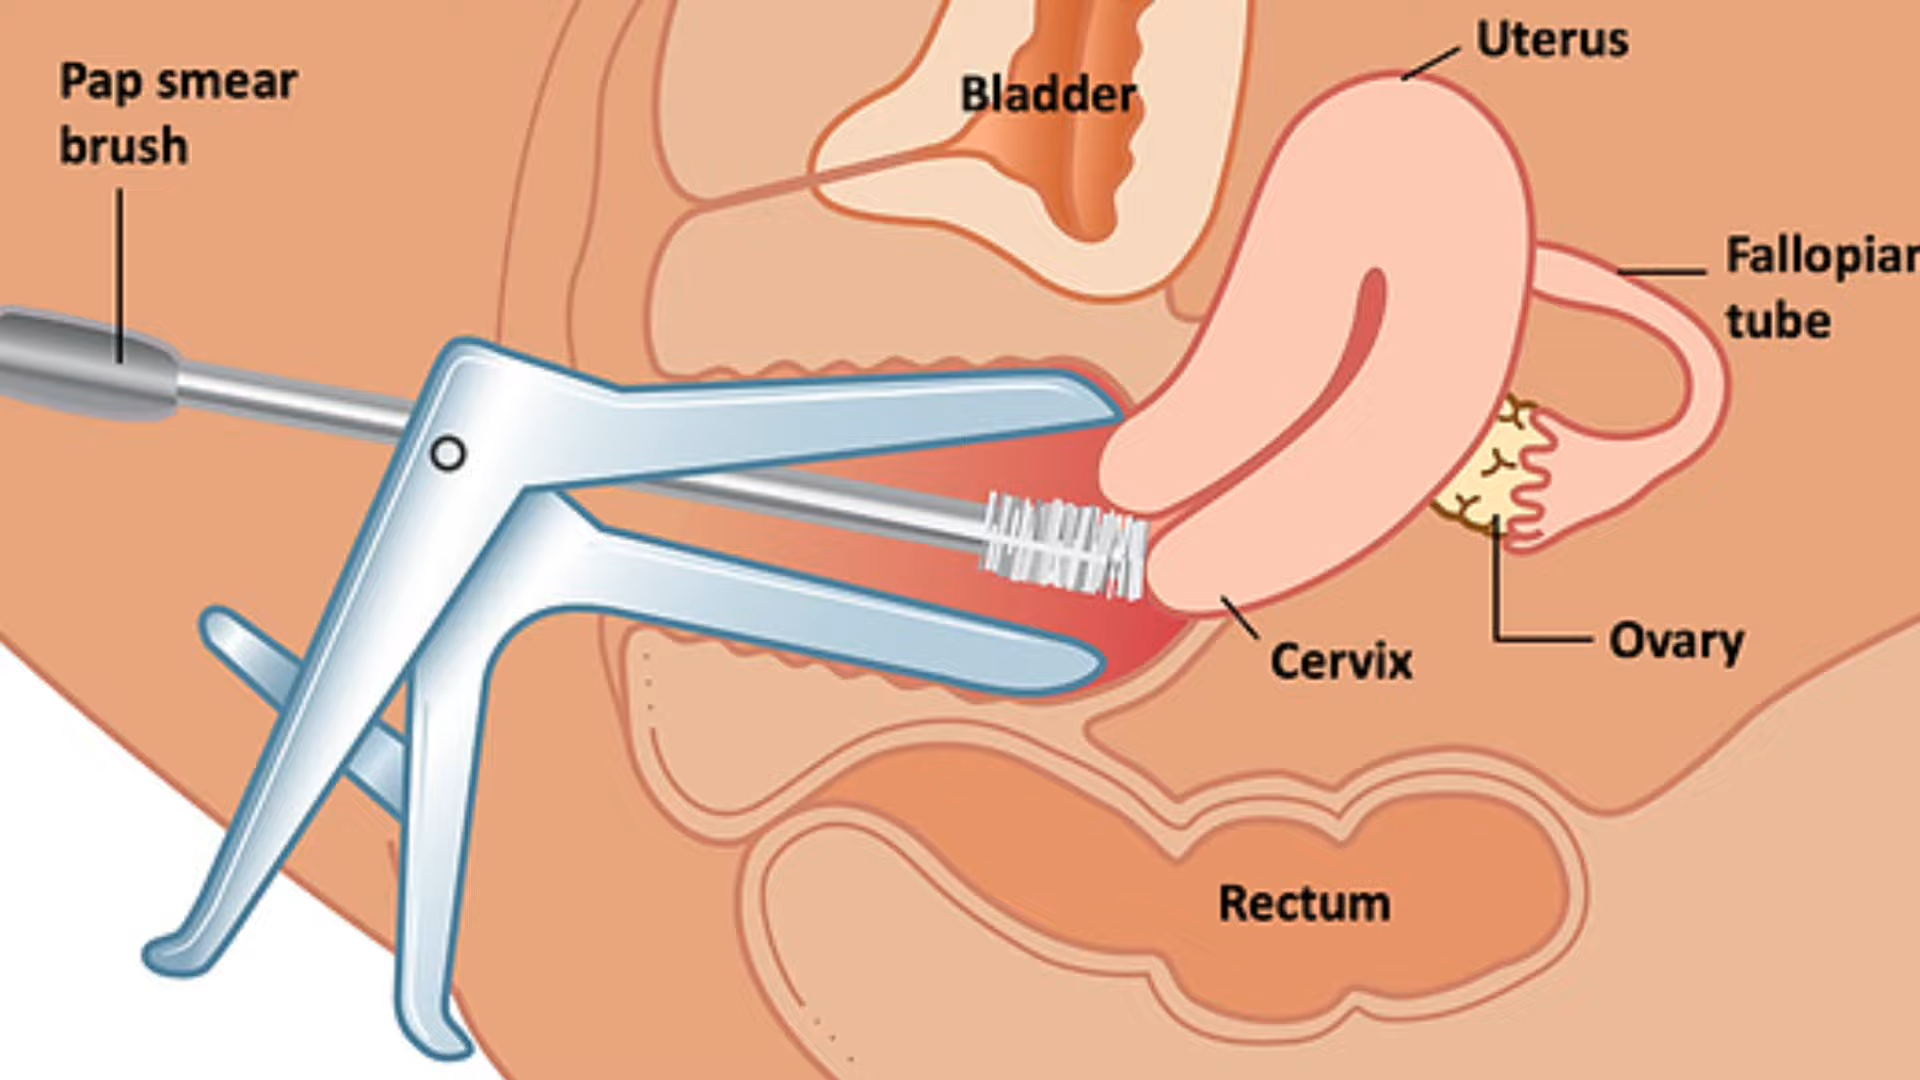 Uterus
Pap smear
brush
Bladder
Fallopian
tube
Ovary
Cervix
Rectum